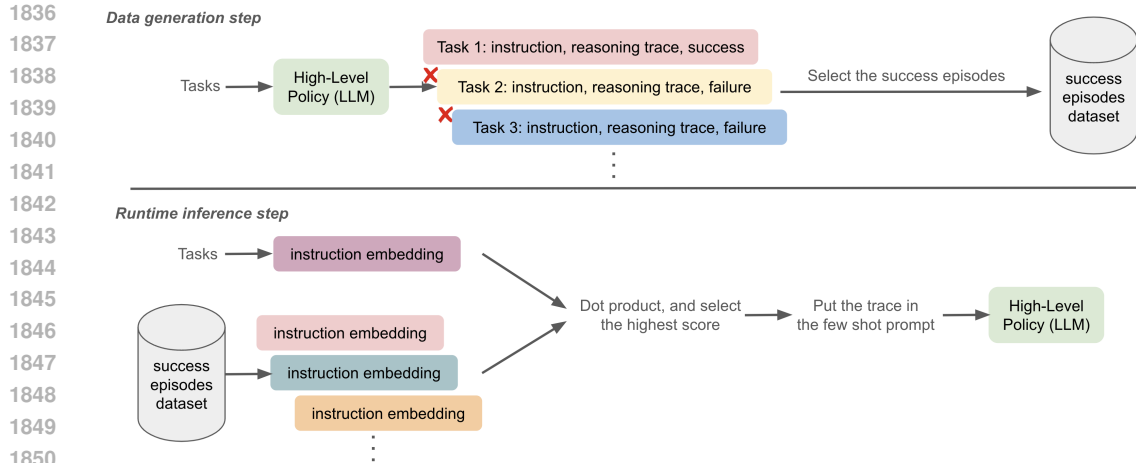 1836
1837
1838
1839
1840
1841
1842
1843
1844
1845
1846
1847
1848
1849
1850
Data generation step
Tasks
High-Level
Policy (LLM)
Task 1: instruction, reasoning trace, success
Task 2: instruction, reasoning trace, failure
Task 3: instruction, reasoning trace, failure
Select the success episodes
success
episodes
dataset
Runtime inference step
Tasks
instruction embedding
success
episodes
dataset
instruction embedding
instruction embedding
instruction embedding
Dot product, and select
the highest score
Put the trace in
the few shot prompt
High-Level
Policy (LLM)